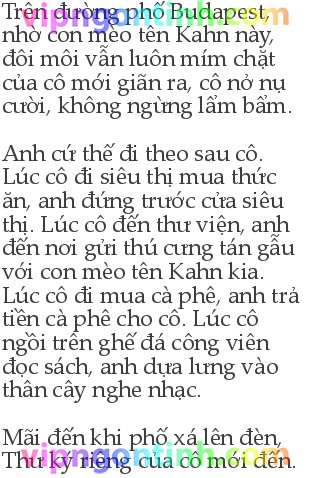 vipngontinh.com
Trên đường phố Budapest,
nhờ con mèo tên Kahn này,
đôi môi vẫn luôn mím chặt
của cô mới giãn ra, cô nở nụ
cười, không ngừng lẩm bẩm.
Anh cứ thế đi theo sau cô.
Lúc cô đi siêu thị mua thức
ăn, anh đứng trước cửa siêu
thị. Lúc cô đến thư viện, anh
đến nơi gửi thú cưng tán gẫu
với con mèo tên Kahn kia.
Lúc cô đi mua cà phê, anh trả
tiền cà phê cho cô. Lúc cô
ngồi trên ghế đá công viên
đọc sách, anh dựa lưng vào
thân cây nghe nhạc.
Mãi đến khi phố xá lên đèn,
Thư ký riêng của cô mới đến.
vipngontinh.com